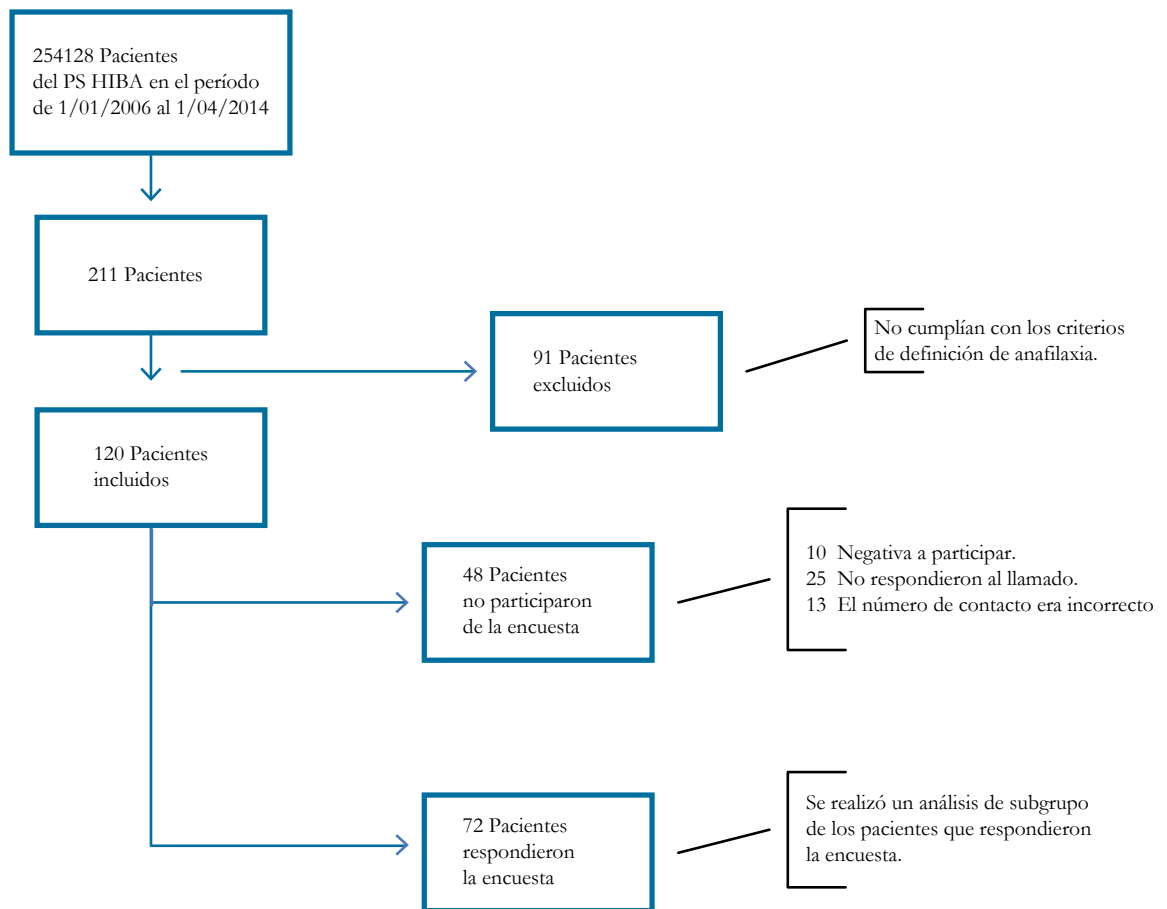 254128 Pacientes
del PS HIBA en el período
de 1/01/2006 al 1/04/2014
211 Pacientes
91 Pacientes
excluidos
No cumplían con los criterios
de definición de anafilaxia.
120 Pacientes
incluidos
48 Pacientes
no participaron
de la encuesta
10 Negativa a participar.
25 No respondieron al llamado.
13 El número de contacto era incorrecto
72 Pacientes
respondieron
la encuesta
Se realizó un análisis de subgrupo
de los pacientes que respondieron
la encuesta.